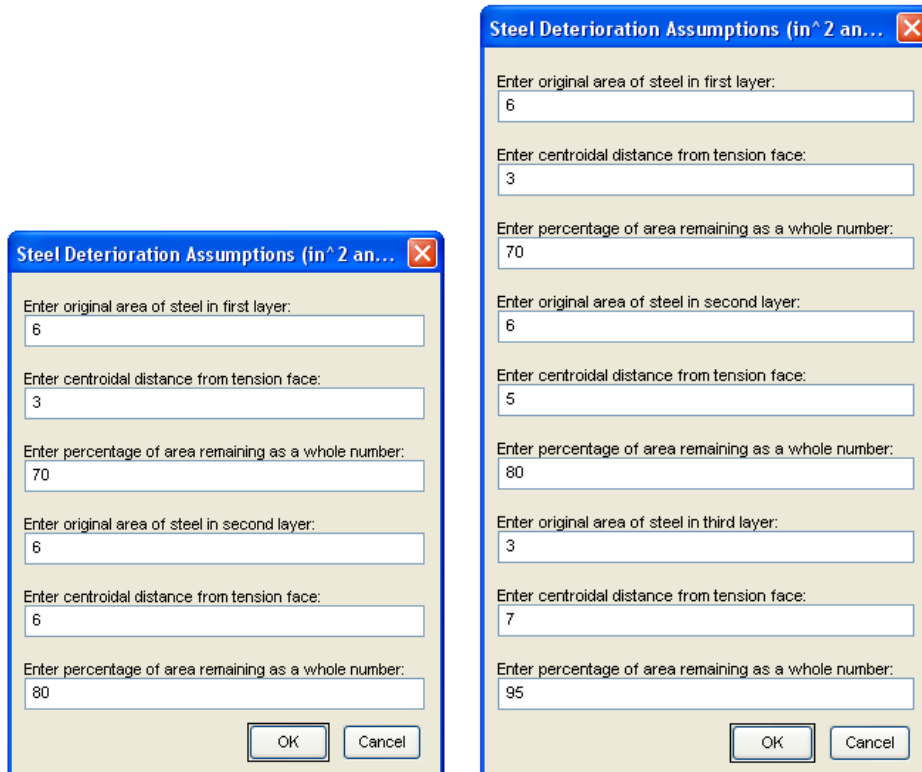 Steel Deterioration Assumptions (in^2 an...
Enter original area of steel in first layer:
6
Enter centroidal distance from tension face:
3
Enter percentage of area remaining as a whole number:
70
Enter original area of steel in second layer:
6
Enter centroidal distance from tension face:
6
Enter percentage of area remaining as a whole number:
80
OK
Cancel
Steel Deterioration Assumptions (in^2 an...
Enter original area of steel in first layer:
6
Enter centroidal distance from tension face:
3
Enter percentage of area remaining as a whole number:
70
Enter original area of steel in second layer:
6
Enter centroidal distance from tension face:
5
Enter percentage of area remaining as a whole number:
80
Enter original area of steel in third layer:
3
Enter centroidal distance from tension face:
7
Enter percentage of area remaining as a whole number:
95
OK
Cancel